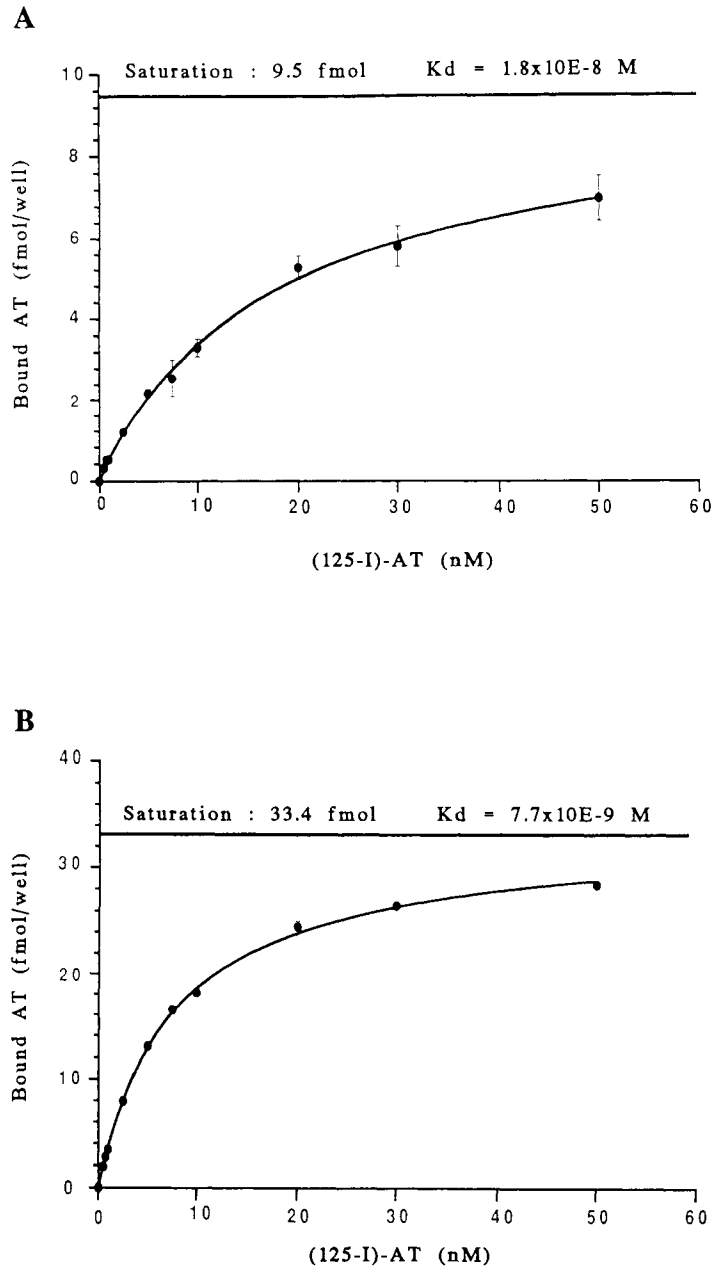 A
Saturation : 9.5 fmol Kd = 1.8x10E-8 M
10
8
6
4
2
0
Bound AT (fmol/well)
0 10 20 30 40 50 60
(125-I)-AT (nM)
B
40
Saturation : 33.4 fmol Kd = 7.7x10E-9 M
30
20
10
0
Bound AT (fmol/well)
0 10 20 30 40 50 60
(125-I)-AT (nM)